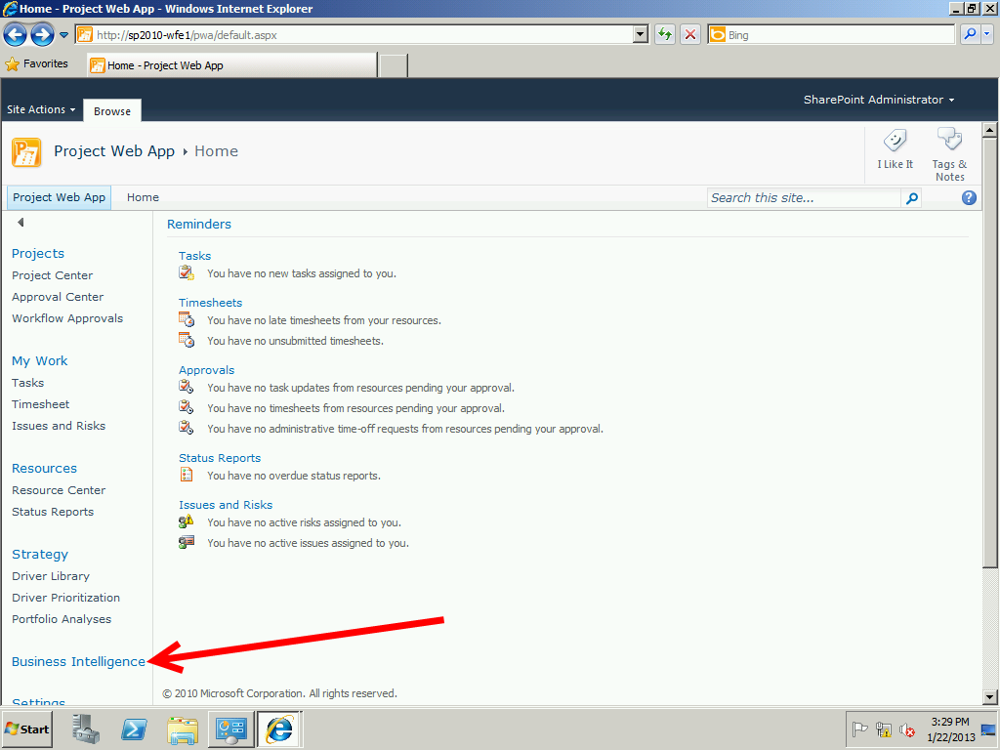 Home - Project Web App - Windows Internet Explorer
http://sp2010-wfe1/pwa/default.aspx
Bing
Favorites
Home - Project Web App
Site Actions
Browse
SharePoint Administrator
Project Web App
Home
I Like It
Tags & Notes
Project Web App
Home
Search this site...
Projects
Project Center
Approval Center
Workflow Approvals
My Work
Tasks
Timesheet
Issues and Risks
Resources
Resource Center
Status Reports
Strategy
Driver Library
Driver Prioritization
Portfolio Analyses
Business Intelligence
Settings
Reminders
Tasks
You have no new tasks assigned to you.
Timesheets
You have no late timesheets from your resources.
You have no unsubmitted timesheets.
Approvals
You have no task updates from resources pending your approval.
You have no timesheets from resources pending your approval.
You have no administrative time-off requests from resources pending your approval.
Status Reports
You have no overdue status reports.
Issues and Risks
You have no active risks assigned to you.
You have no active issues assigned to you.
© 2010 Microsoft Corporation. All rights reserved.
Start
3:29 PM
1/22/2013